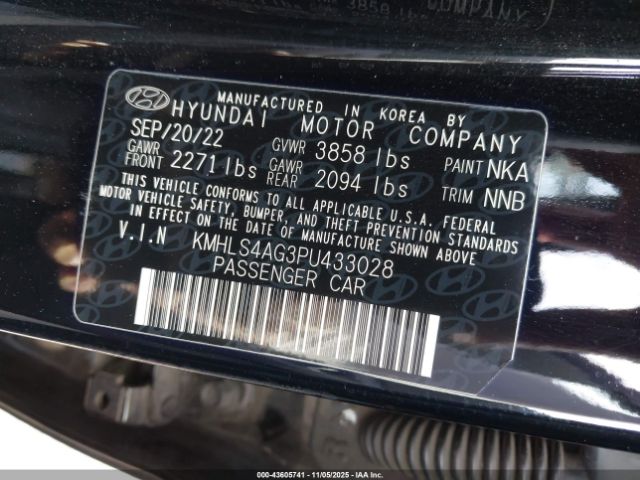 MANUFACTURED IN KOREA BY
HYUNDAI MOTOR COMPANY
SEP/20/22 GVWR 3858 lbs PAINT NKA
GAWR FRONT 2271 lbs GAWR REAR 2094 lbs TRIM NNB
THIS VEHICLE CONFORMS TO ALL APPLICABLE U.S.A. FEDERAL
MOTOR VEHICLE SAFETY, BUMPER, AND THEFT PREVENTION
STANDARDS IN EFFECT ON THE DATE OF MANUFACTURE SHOWN ABOVE
V.I.N KMHLS4AG3PU433028
PASSENGER CAR
000-43605741 - 11/05/2025 - IAAI.COM